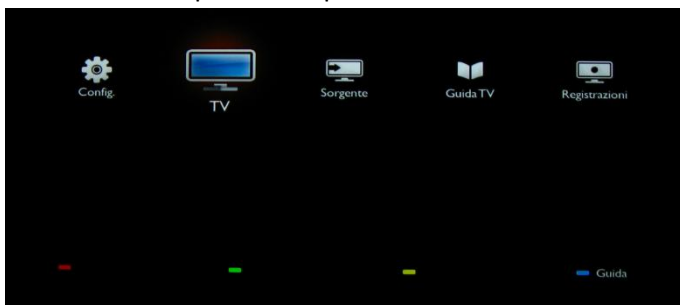 Config.
TV
Sorgente
Guida TV
Registrazioni
Guida